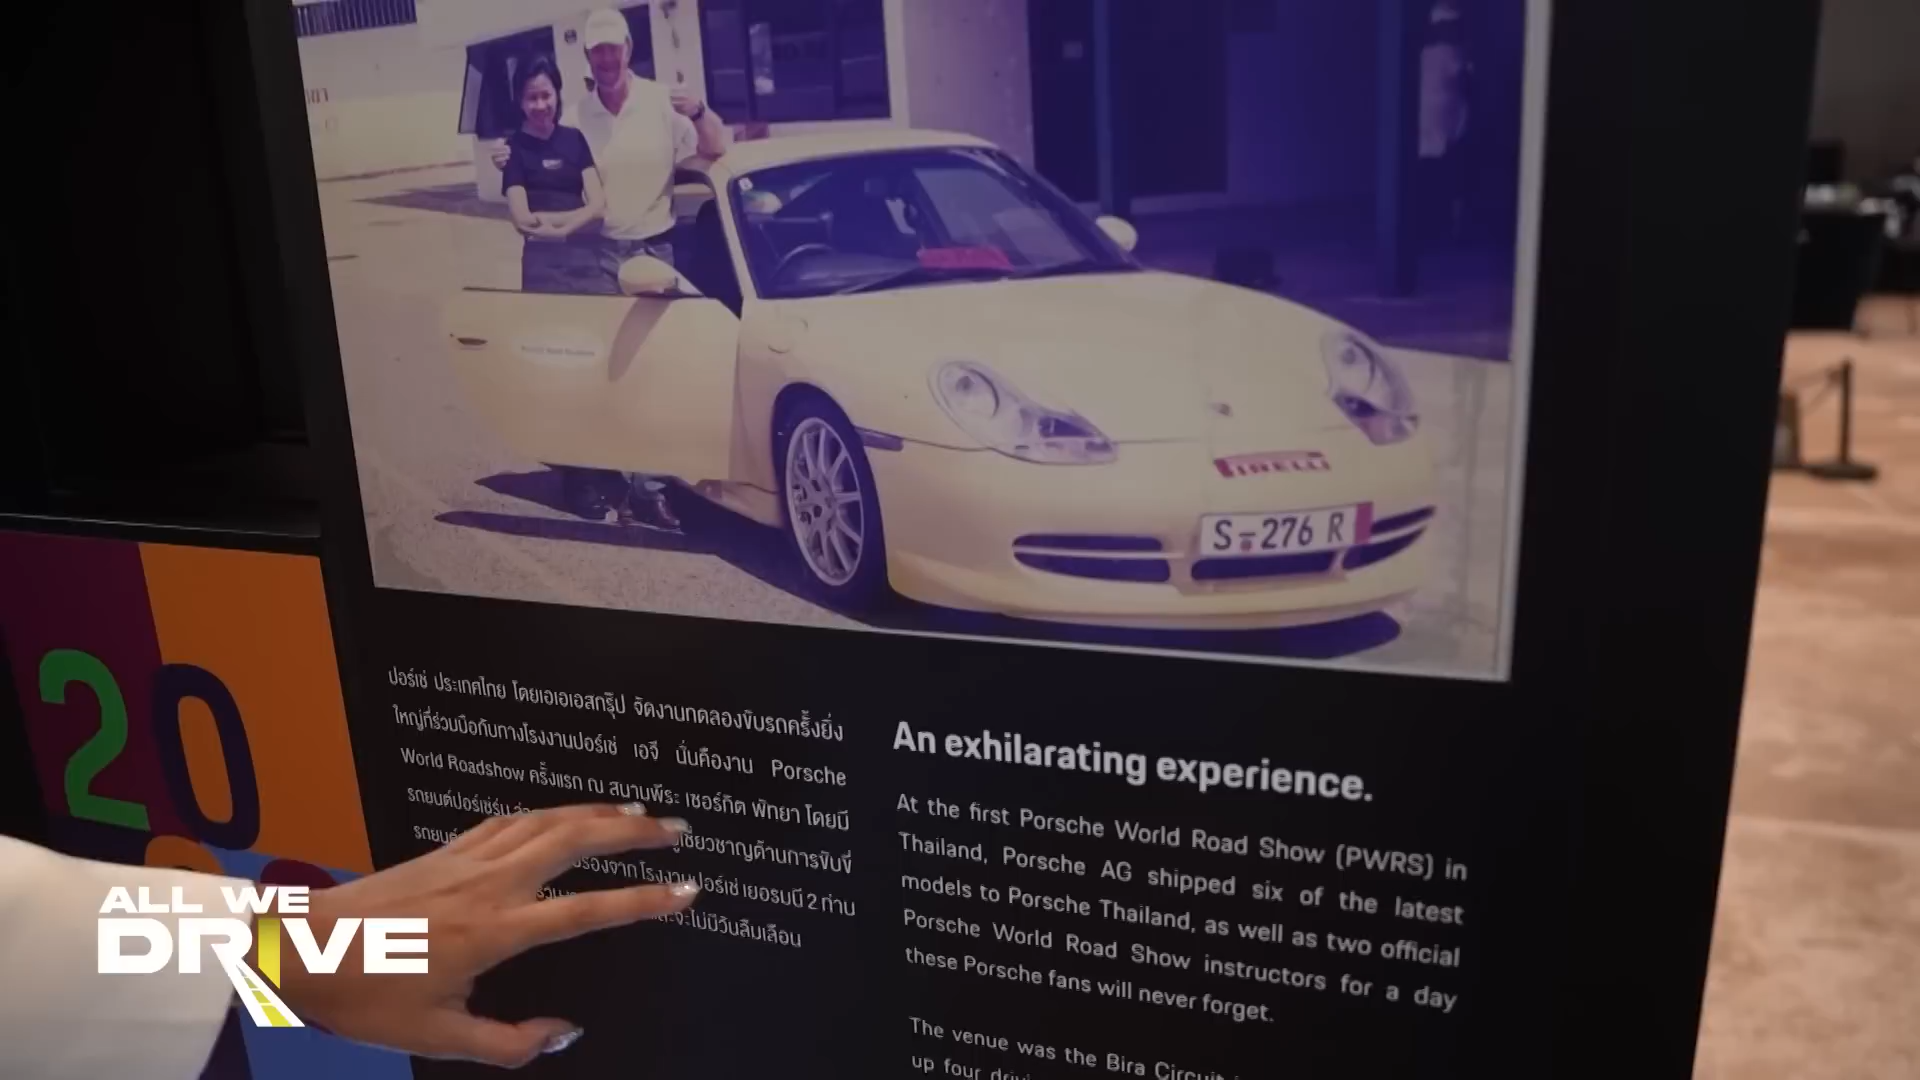 PIRELLI
S-276 R
20
ปอร์เช่ ประเทศไทย โดยเอเอเอสกรุ๊ป จัดงานทดลองขับรถครั้งยิ่ง
ใหญ่ที่ร่วมมือกับทางโรงงานปอร์เช่ เอจี นั่นคืองาน Porsche
World Roadshow ครั้งแรก ณ สนามพีระ เซอร์กิต พัทยา โดยมี
รถยนต์ปอร์เช่รุ่น
รถยนต์ ผู้เชี่ยวชาญด้านการขับขี่
โรงงานปอร์เช่ เยอรมนี 2 ท่าน
จะไม่มีวันลืมเลือน
An exhilarating experience.
At the first Porsche World Road Show (PWRS) in
Thailand, Porsche AG shipped six of the latest
models to Porsche Thailand, as well as two official
Porsche World Road Show instructors for a day
these Porsche fans will never forget.
The venue was the Bira Circuit
up four
ALL WE
DRIVE